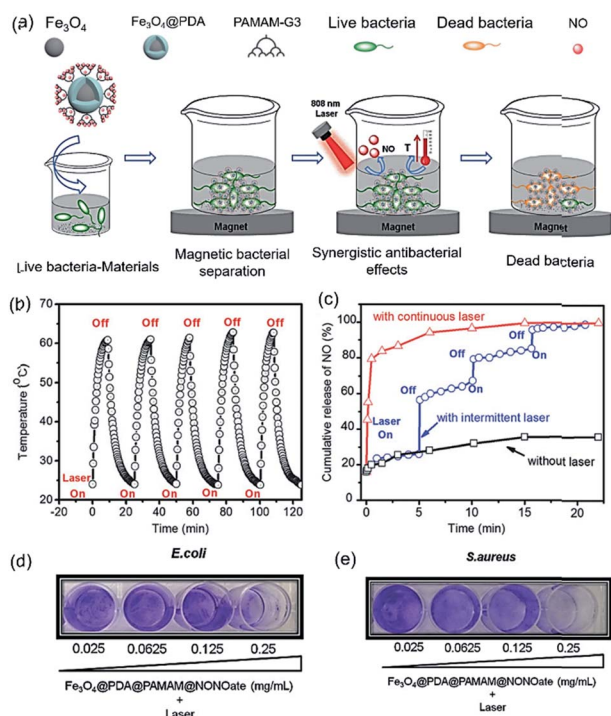 (a)
Fe3O4
Fe3O4@PDA
PAMAM-G3
Live bacteria
Dead bacteria
NO
808 nm
Laser
NO
T
Magnet
Magnet
Magnet
Live bacteria-Materials
Magnetic bacterial
separation
Synergistic antibacterial
effects
Dead bacteria
(b)
Temperature (°C)
70
60
50
40
30
20
Off
Off
Off
Off
Off
Laser
On
On
On
On
On
-20 0 20 40 60 80 100 120
Time (min)
(c)
Cumulative release of NO (%)
100
80
60
40
20
0
with continuous laser
Off
Off
Off
On
On
On
Laser
On
with intermittent laser
without laser
0 5 10 15 20
Time (min)
(d)
E.coli
0.025 0.0625 0.125 0.25
Fe3O4@PDA@PAMAM@NONOate (mg/mL)
+
Laser
(e)
S.aureus
0.025 0.0625 0.125 0.25
Fe3O4@PDA@PAMAM@NONOate (mg/mL)
+
Laser